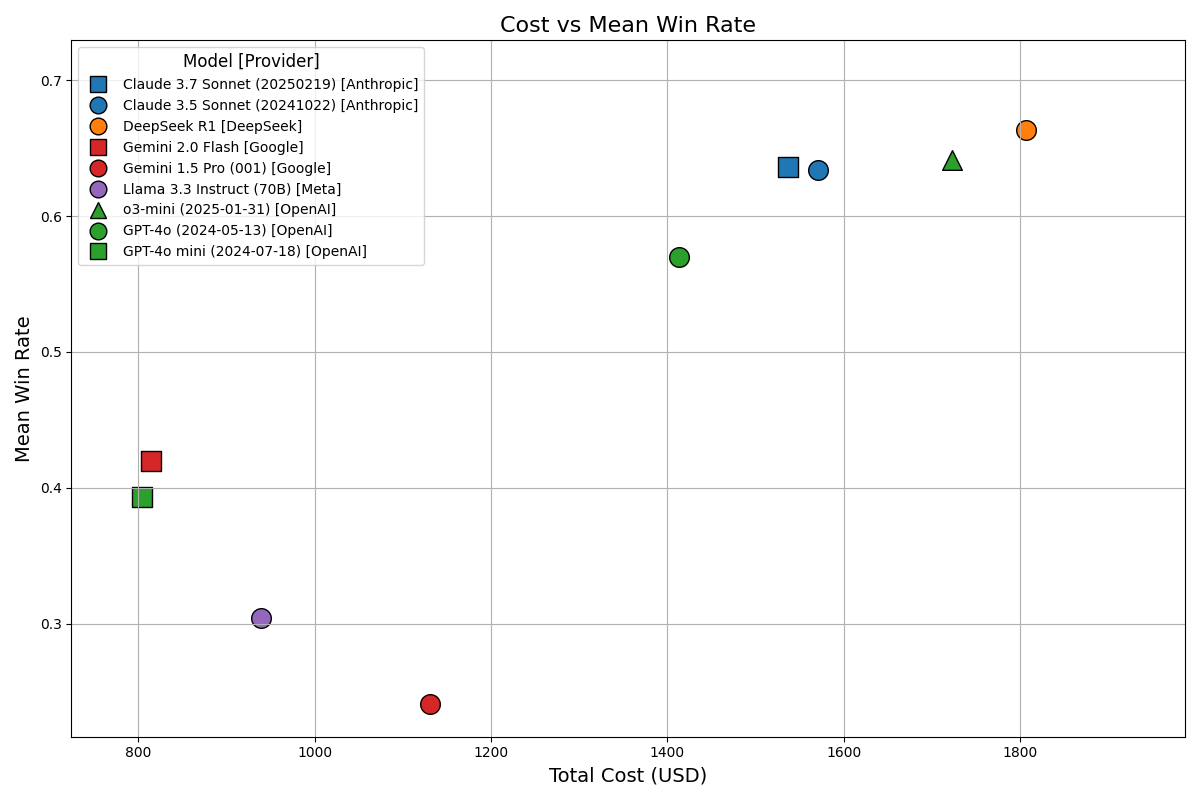 Cost vs Mean Win Rate
Model [Provider]
Claude 3.7 Sonnet (20250219) [Anthropic]
Claude 3.5 Sonnet (20241022) [Anthropic]
DeepSeek R1 [DeepSeek]
Gemini 2.0 Flash [Google]
Gemini 1.5 Pro (001) [Google]
Llama 3.3 Instruct (70B) [Meta]
o3-mini (2025-01-31) [OpenAI]
GPT-4o (2024-05-13) [OpenAI]
GPT-4o mini (2024-07-18) [OpenAI]
Mean Win Rate
0.7
0.6
0.5
0.4
0.3
800 1000 1200 1400 1600 1800
Total Cost (USD)